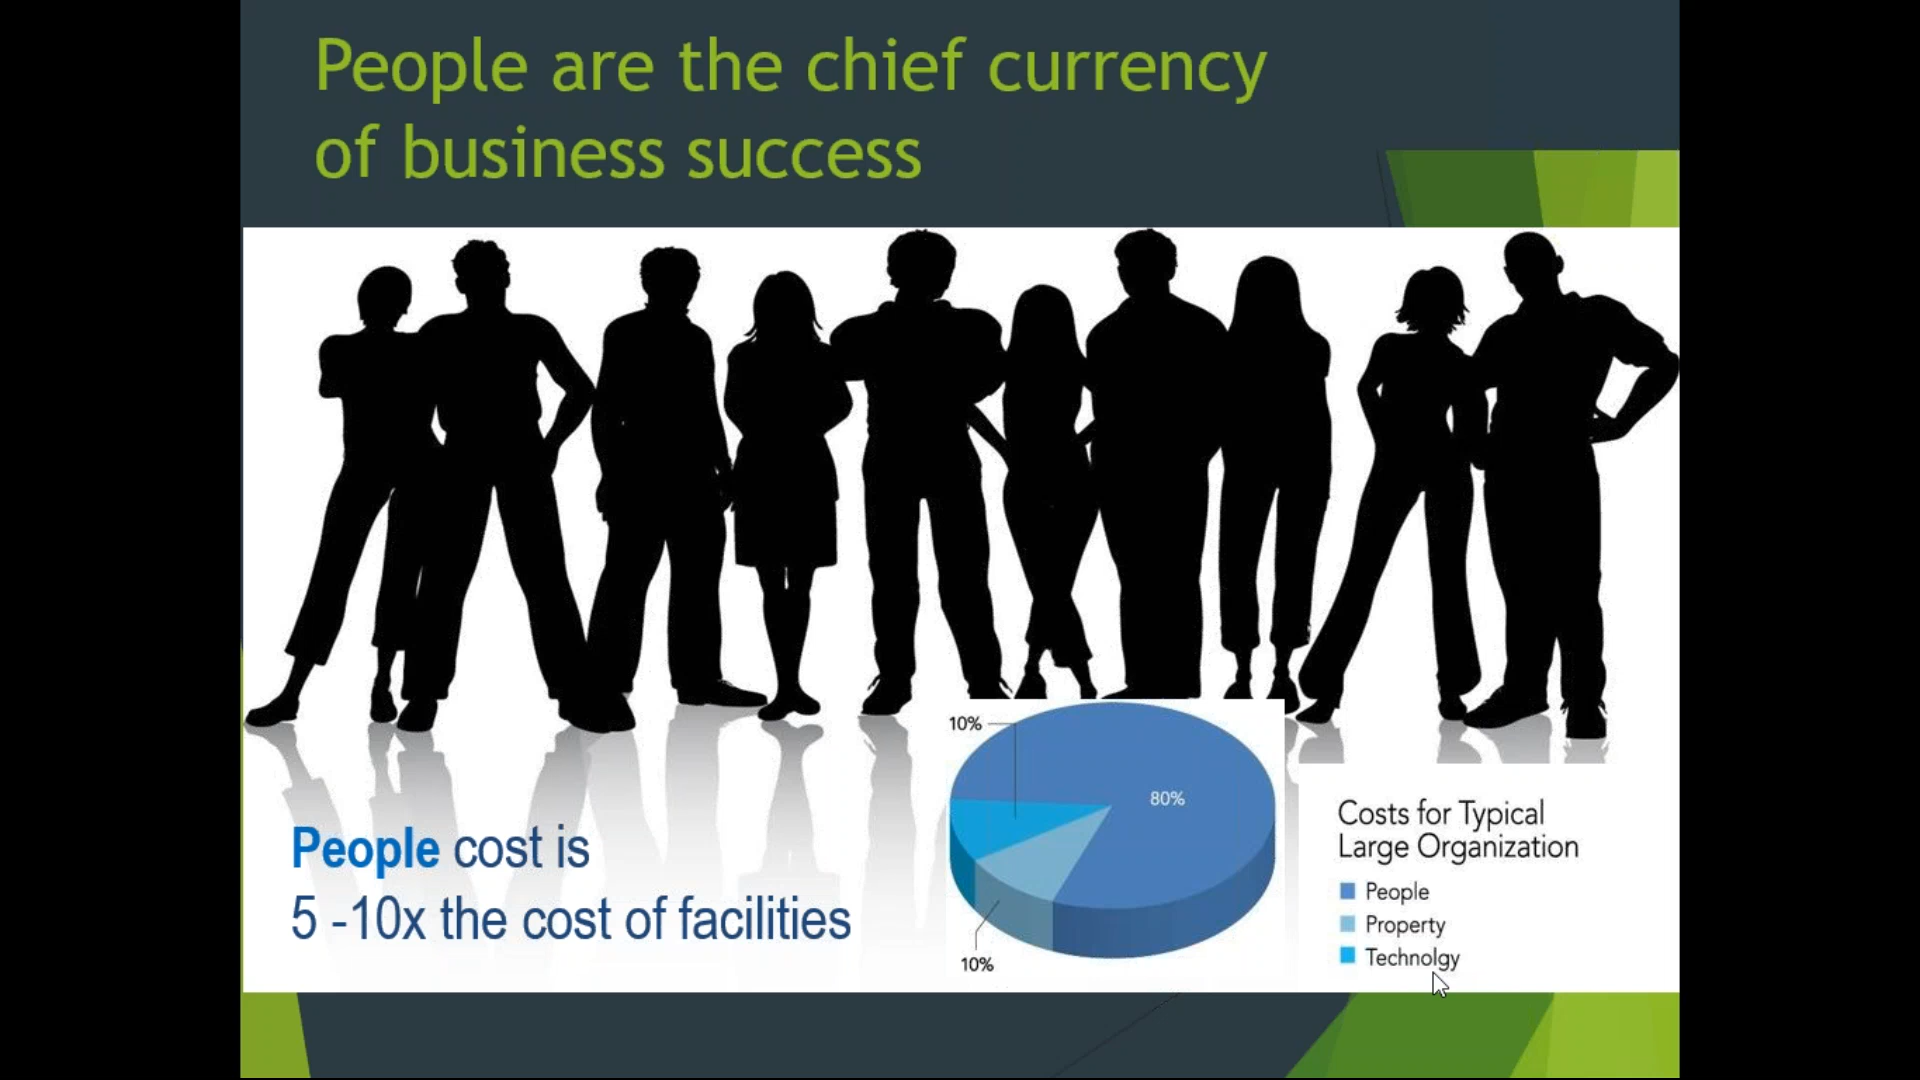 People are the chief currency
of business success
10%
80%
10%
People cost is
5 -10x the cost of facilities
Costs for Typical
Large Organization
People
Property
Technolgy